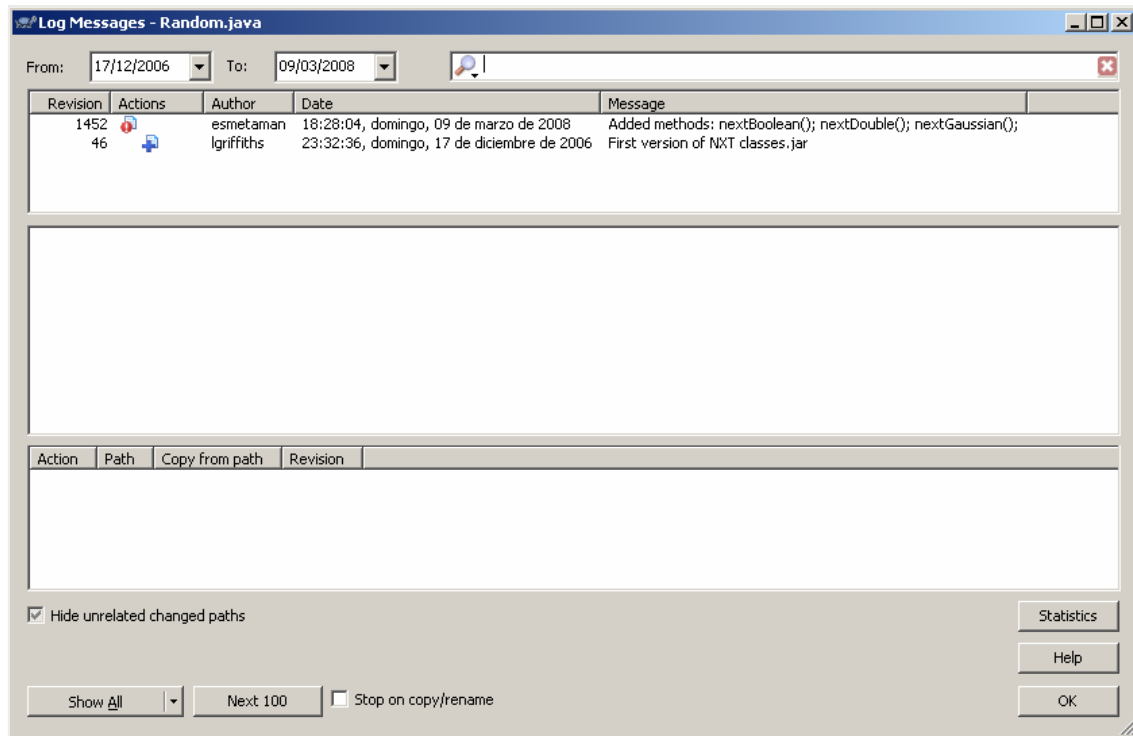 Log Messages - Random.java
From: 17/12/2006 To: 09/03/2008
Revision Actions Author Date Message
1452 esmetaman 18:28:04, domingo, 09 de marzo de 2008 Added methods: nextBoolean(); nextDouble(); nextGaussian();
46 lgriffiths 23:32:36, domingo, 17 de diciembre de 2006 First version of NXT classes.jar
Action Path Copy from path Revision
Hide unrelated changed paths
Statistics
Help
Show All Next 100 Stop on copy/rename OK